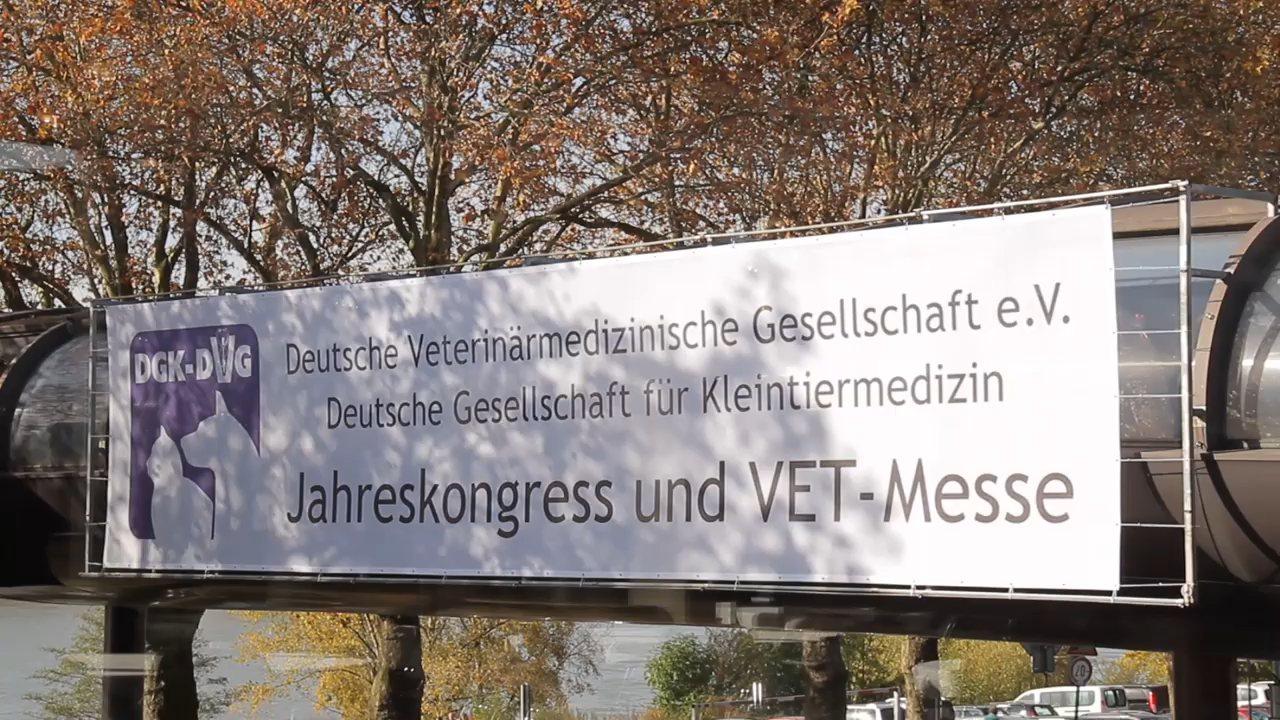 DGK-DVG
Deutsche Veterinärmedizinische Gesellschaft e.V.
Deutsche Gesellschaft für Kleintiermedizin
Jahreskongress und VET-Messe